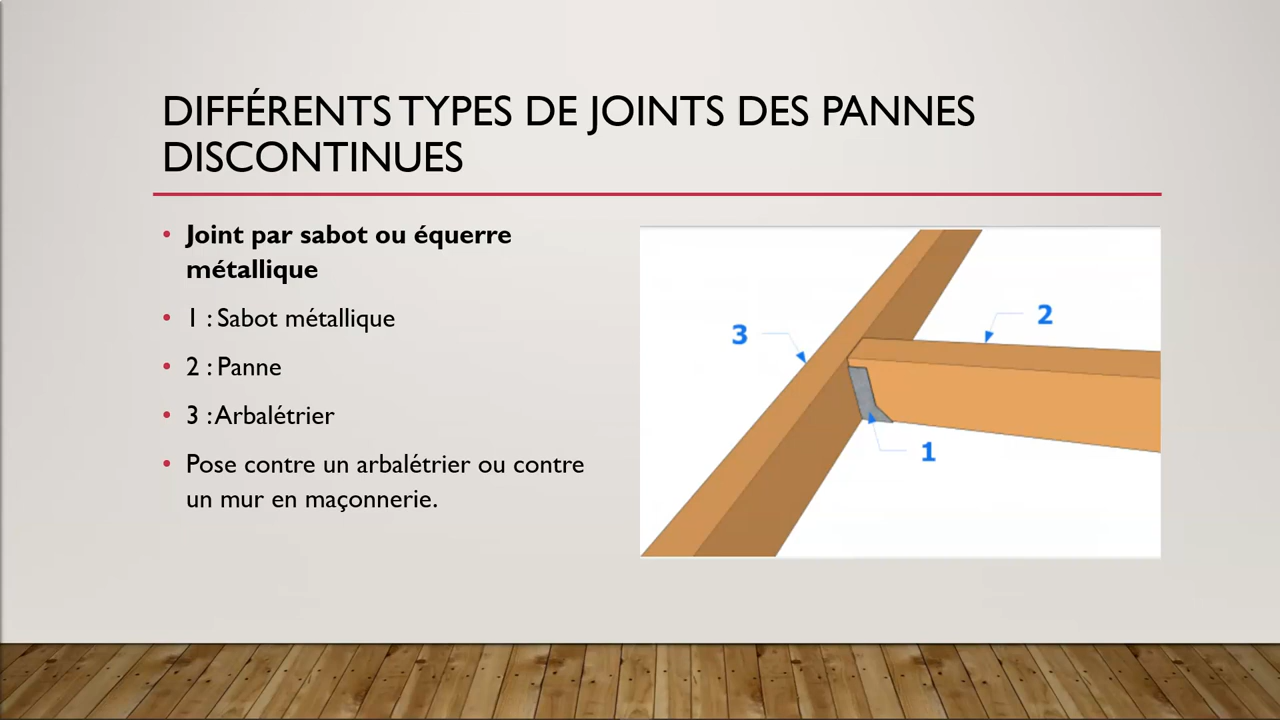 DIFFÉRENTS TYPES DE JOINTS DES PANNES
DISCONTINUES
• Joint par sabot ou équerre
métallique
• 1 : Sabot métallique
• 2 : Panne
• 3 : Arbalétrier
• Pose contre un arbalétrier ou contre
un mur en maçonnerie.
3
2
1